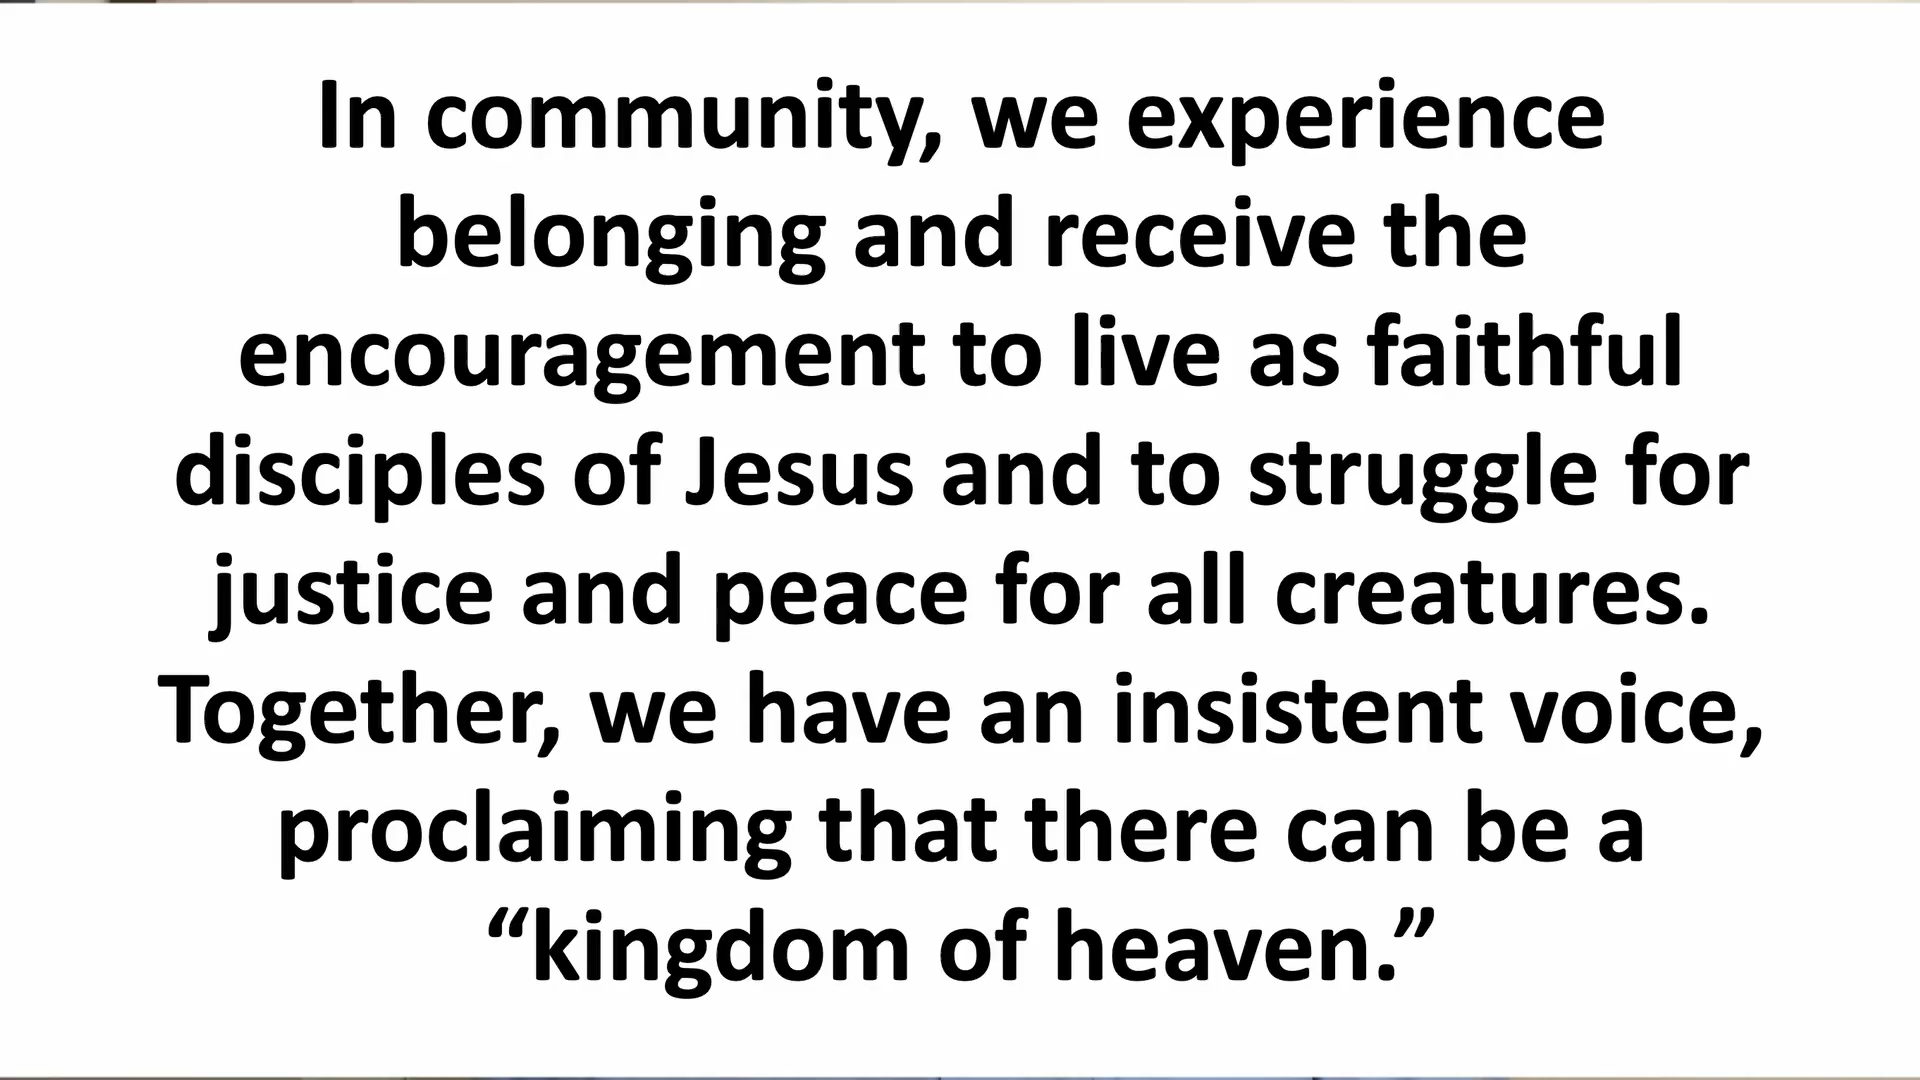 In community, we experience
belonging and receive the
encouragement to live as faithful
disciples of Jesus and to struggle for
justice and peace for all creatures.
Together, we have an insistent voice,
proclaiming that there can be a
“kingdom of heaven.”